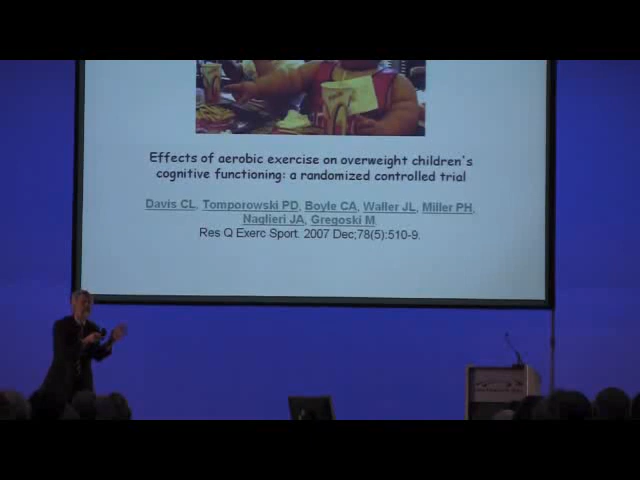 Effects of aerobic exercise on overweight children's
cognitive functioning: a randomized controlled trial
Davis CL, Tomporowski PD, Boyle CA, Waller JL, Miller PH,
Naglieri JA, Gregoski M.
Res Q Exerc Sport. 2007 Dec;78(5):510-9.